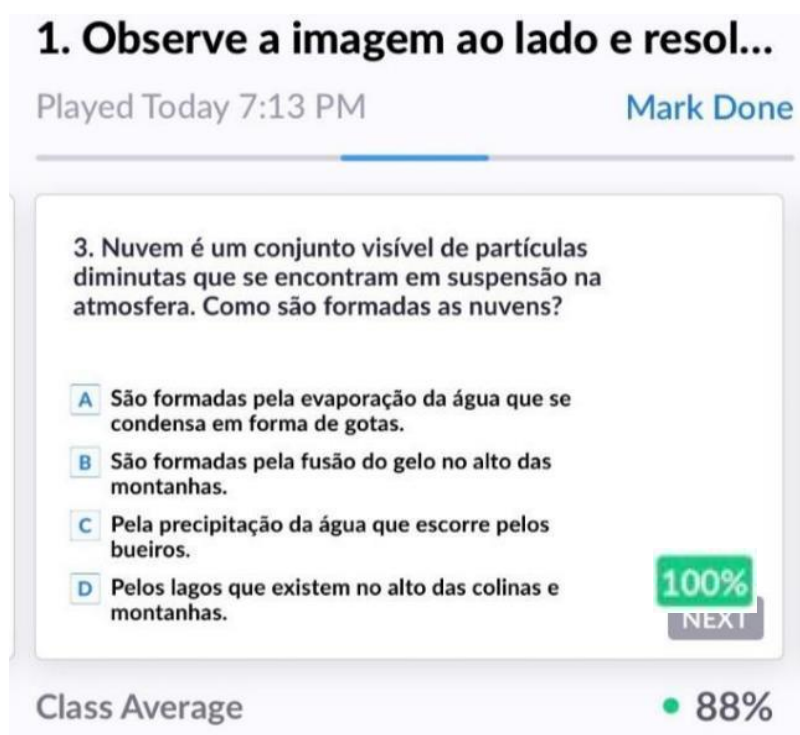 1. Observe a imagem ao lado e resol...
Played Today 7:13 PM
Mark Done
3. Nuvem é um conjunto visível de partículas
diminutas que se encontram em suspensão na
atmosfera. Como são formadas as nuvens?
A São formadas pela evaporação da água que se
condensa em forma de gotas.
B São formadas pela fusão do gelo no alto das
montanhas.
C Pela precipitação da água que escorre pelos
bueiros.
D Pelos lagos que existem no alto das colinas e
montanhas.
100%
NEXT
Class Average
88%